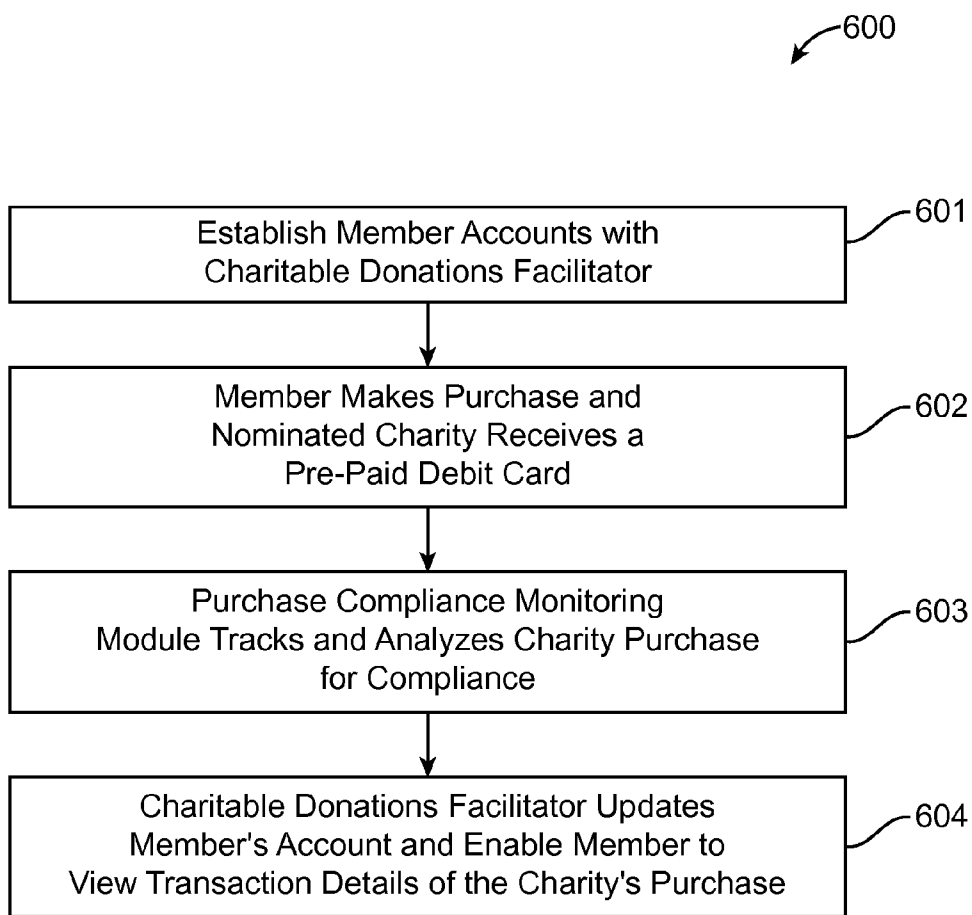 600
Establish Member Accounts with
Charitable Donations Facilitator
601
Member Makes Purchase and
Nominated Charity Receives a
Pre-Paid Debit Card
602
Purchase Compliance Monitoring
Module Tracks and Analyzes Charity Purchase
for Compliance
603
Charitable Donations Facilitator Updates
Member's Account and Enable Member to
View Transaction Details of the Charity's Purchase
604